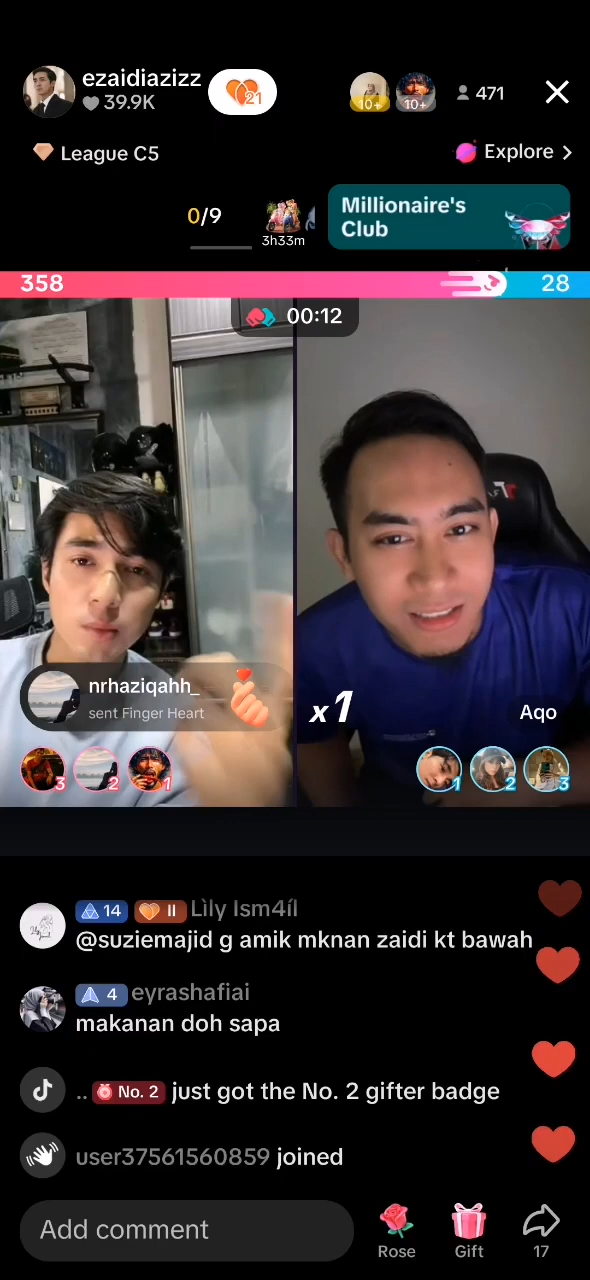 ezaidiazizz
39.9K
21
10+
10+
471
League C5
Explore
0/9
3h33m
Millionaire's
Club
358
28
00:12
nrhaziqahh_
sent Finger Heart
x1
Aqo
3
2
1
1
2
3
14 II Lìly Ism4íl
@suziemajid g amik mknan zaidi kt bawah
4 eyrashafiai
makanan doh sapa
.. No. 2 just got the No. 2 gifter badge
user37561560859 joined
Add comment
Rose
Gift
17